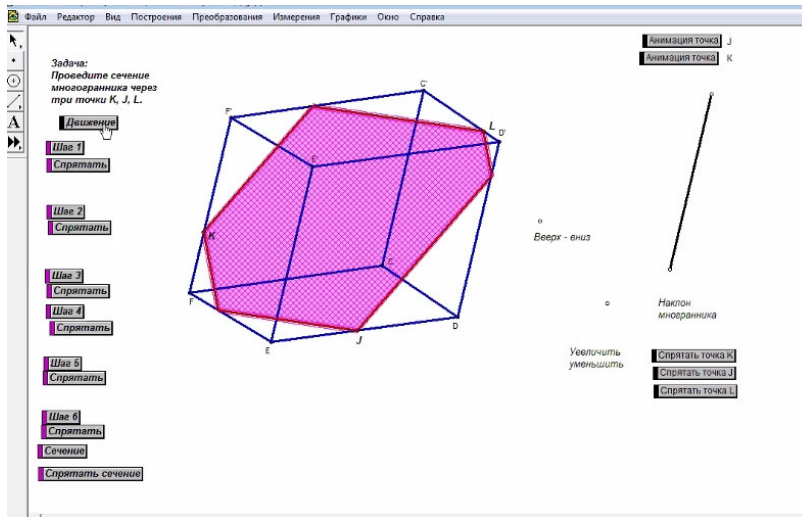 Файл Редактор Вид Построения Преобразования Измерения Графики Окно Справка
Задача:
Проведите сечение
многогранника через
три точки K, J, L.
Движение
Шаг 1
Спрятать
Шаг 2
Спрятать
Шаг 3
Спрятать
Шаг 4
Спрятать
Шаг 5
Спрятать
Шаг 6
Спрятать
Сечение
Спрятать сечение
A
C'
F'
L
D'
E'
K
C
F
D
E
J
Анимация точка J
Анимация точка K
Вверх - вниз
Наклон
многранника
Увеличить
уменьшить
Спрятать точка K
Спрятать точка J
Спрятать точка L